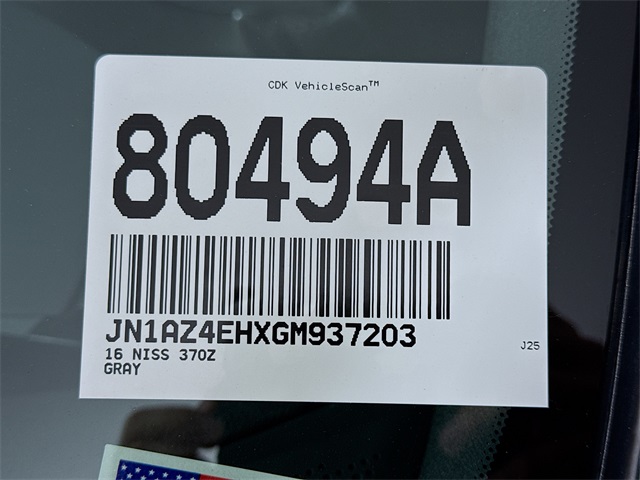 CDK VehicleScan™
80494A
JN1AZ4EHXGM937203
16 NISS 370Z
GRAY
J25